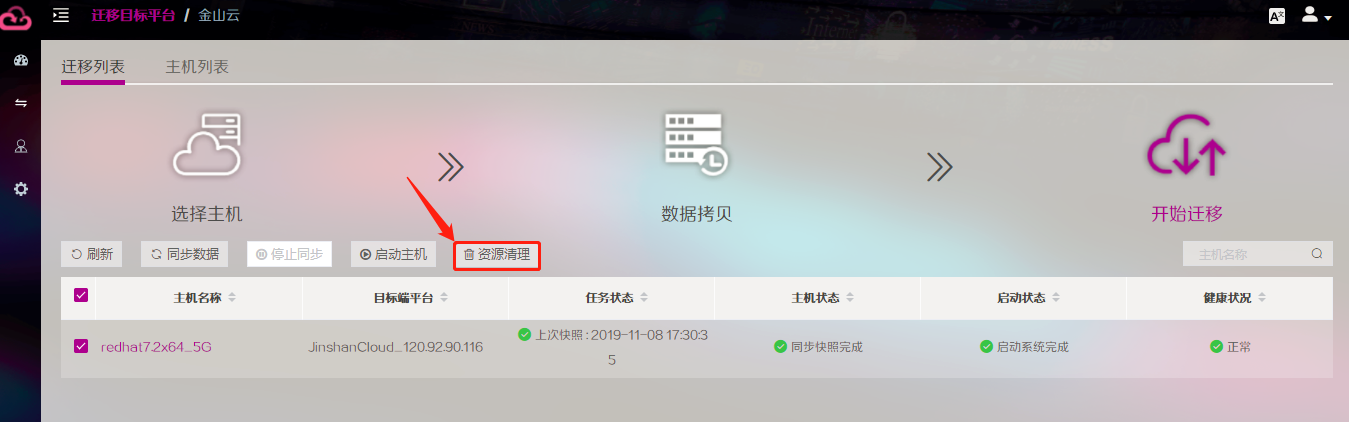 迁移目标平台 / 金山云
迁移列表 主机列表
选择主机 数据拷贝 开始迁移
刷新 同步数据 停止同步 启动主机 资源清理 主机名称
主机名称 目标端平台 任务状态 主机状态 启动状态 健康状况
redhat7.2x64_5G JinshanCloud_120.92.90.116 上次快照 : 2019-11-08 17:30:3 同步快照完成 启动系统完成 正常
5